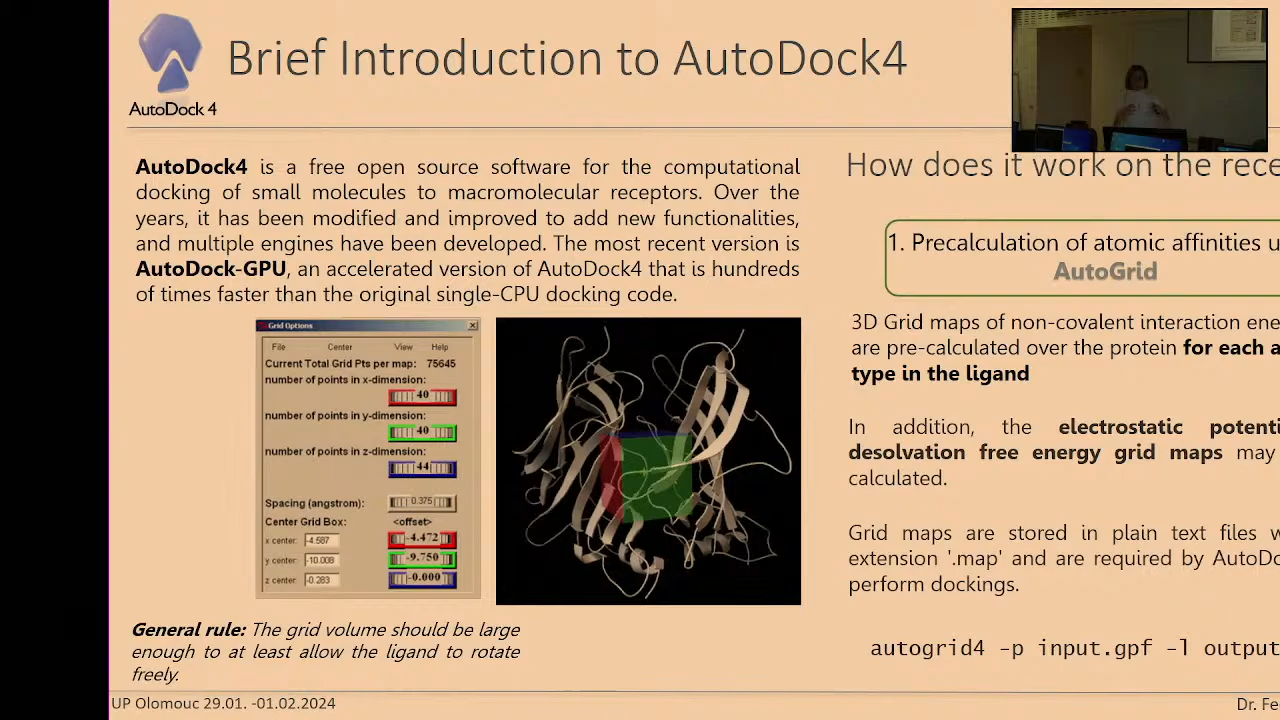 Brief Introduction to AutoDock4
AutoDock 4
AutoDock4 is a free open source software for the computational
docking of small molecules to macromolecular receptors. Over the
years, it has been modified and improved to add new functionalities,
and multiple engines have been developed. The most recent version is
AutoDock-GPU, an accelerated version of AutoDock4 that is hundreds
of times faster than the original single-CPU docking code.
Grid Options
File Center View Help
Current Total Grid Pts per map: 75645
number of points in x-dimension:
40
number of points in y-dimension:
40
number of points in z-dimension:
44
Spacing (angstrom): 0.375
Center Grid Box: <offset>
x center: -4.587 -4.472
y center: -10.008 -9.750
z center: -0.283 -0.000
General rule: The grid volume should be large
enough to at least allow the ligand to rotate
freely.
How does it work on the rece
1. Precalculation of atomic affinities u
AutoGrid
3D Grid maps of non-covalent interaction ene
are pre-calculated over the protein for each a
type in the ligand
In addition, the electrostatic potenti
desolvation free energy grid maps may
calculated.
Grid maps are stored in plain text files w
extension '.map' and are required by AutoDo
perform dockings.
autogrid4 -p input.gpf -l output
UP Olomouc 29.01. -01.02.2024
Dr. Fe